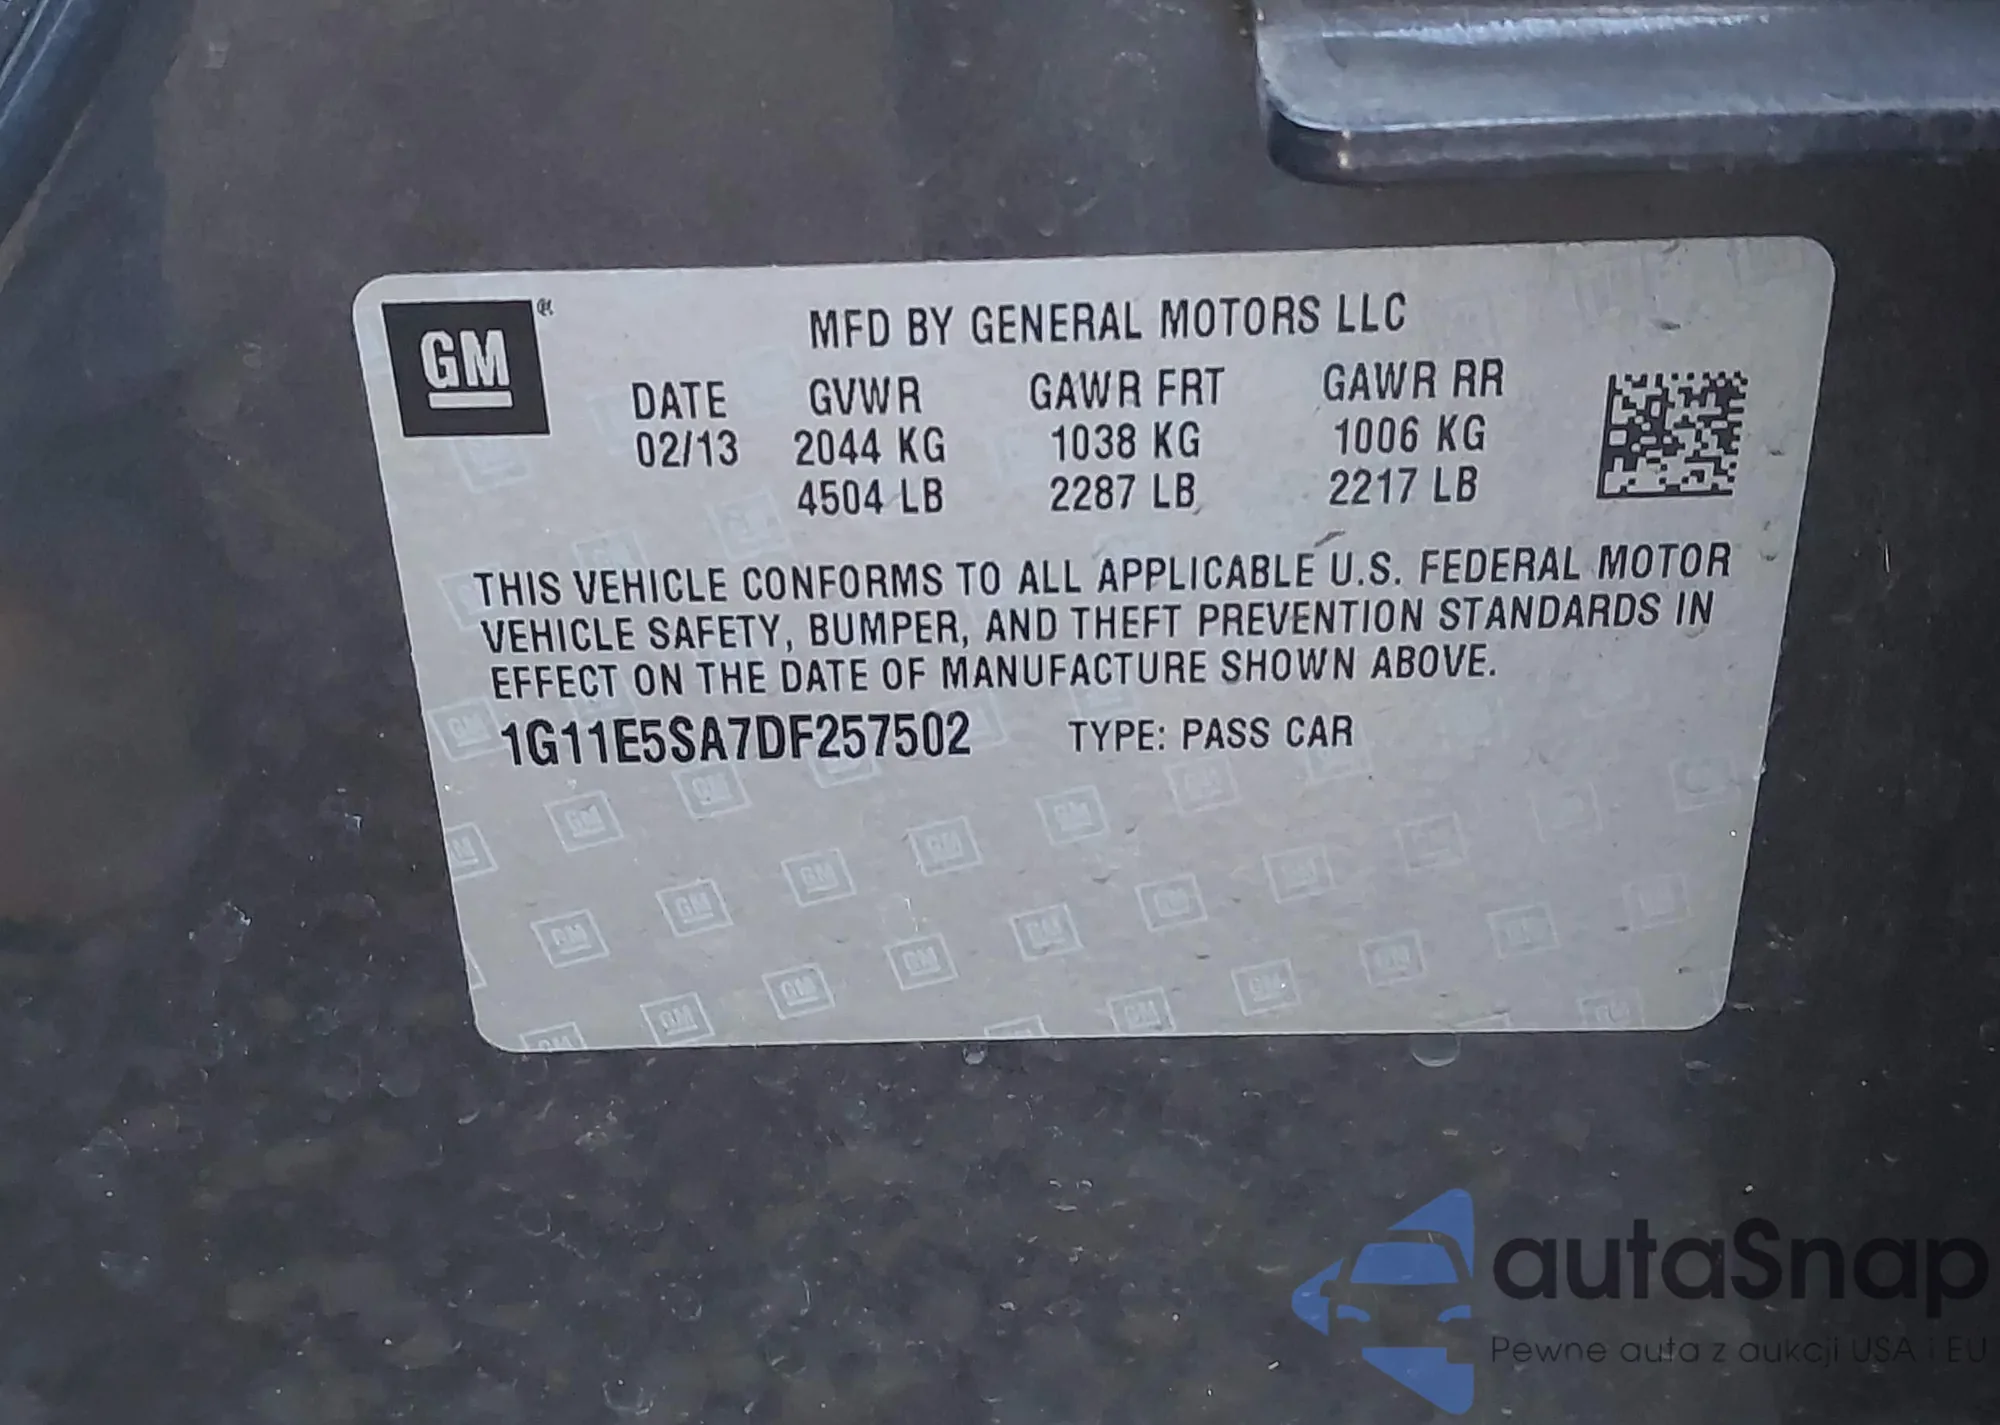 GM ®
MFD BY GENERAL MOTORS LLC
DATE GVWR GAWR FRT GAWR RR
02/13 2044 KG 1038 KG 1006 KG
4504 LB 2287 LB 2217 LB
THIS VEHICLE CONFORMS TO ALL APPLICABLE U.S. FEDERAL MOTOR
VEHICLE SAFETY, BUMPER, AND THEFT PREVENTION STANDARDS IN
EFFECT ON THE DATE OF MANUFACTURE SHOWN ABOVE.
1G11E5SA7DF257502 TYPE: PASS CAR
autaSnap
Pewne auta z aukcji USA i EU